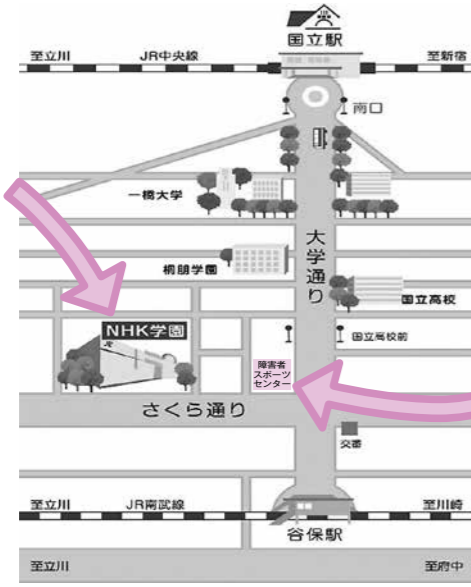 国立駅
至立川
JR中央線
至新宿
南口
一橋大学
大学通り
桐朋学園
国立高校
NHK学園
国立高校前
障害者
スポーツ
センター
さくら通り
交番
至立川
JR南武線
至川崎
谷保駅
至立川
至府中